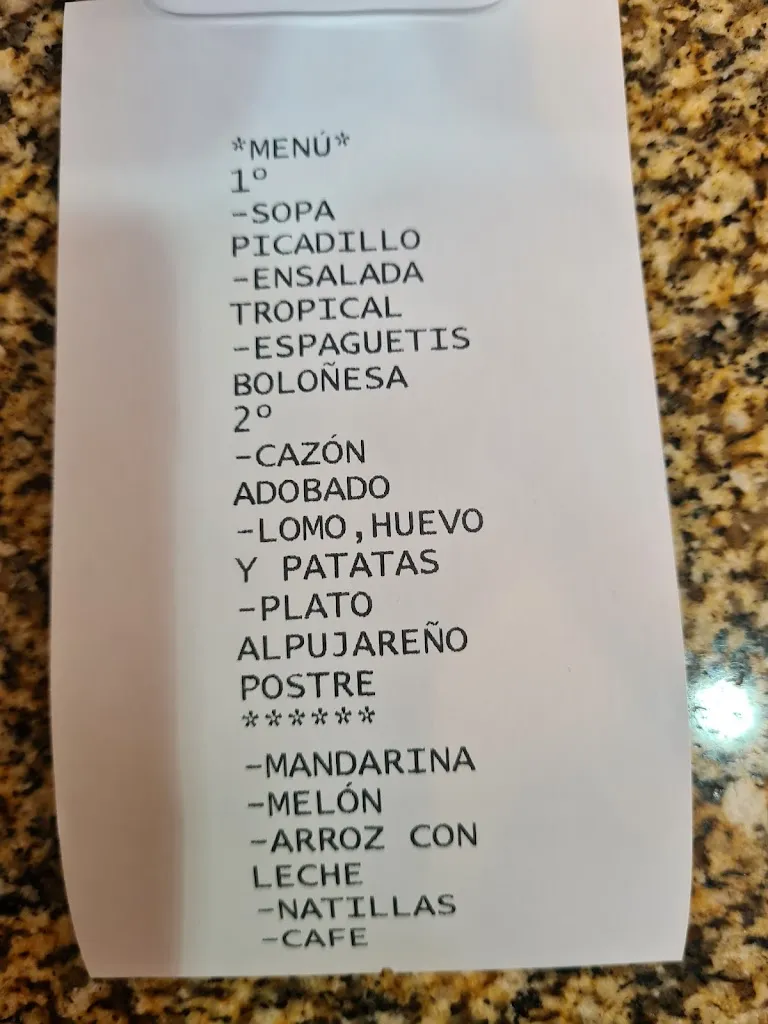 *MENÚ*
1º
-SOPA
PICADILLO
-ENSALADA
TROPICAL
-ESPAGUETIS
BOLOÑESA
2º
-CAZÓN
ADOBADO
-LOMO,HUEVO
Y PATATAS
-PLATO
ALPUJAREÑO
POSTRE
******
-MANDARINA
-MELÓN
-ARROZ CON
LECHE
-NATILLAS
-CAFE